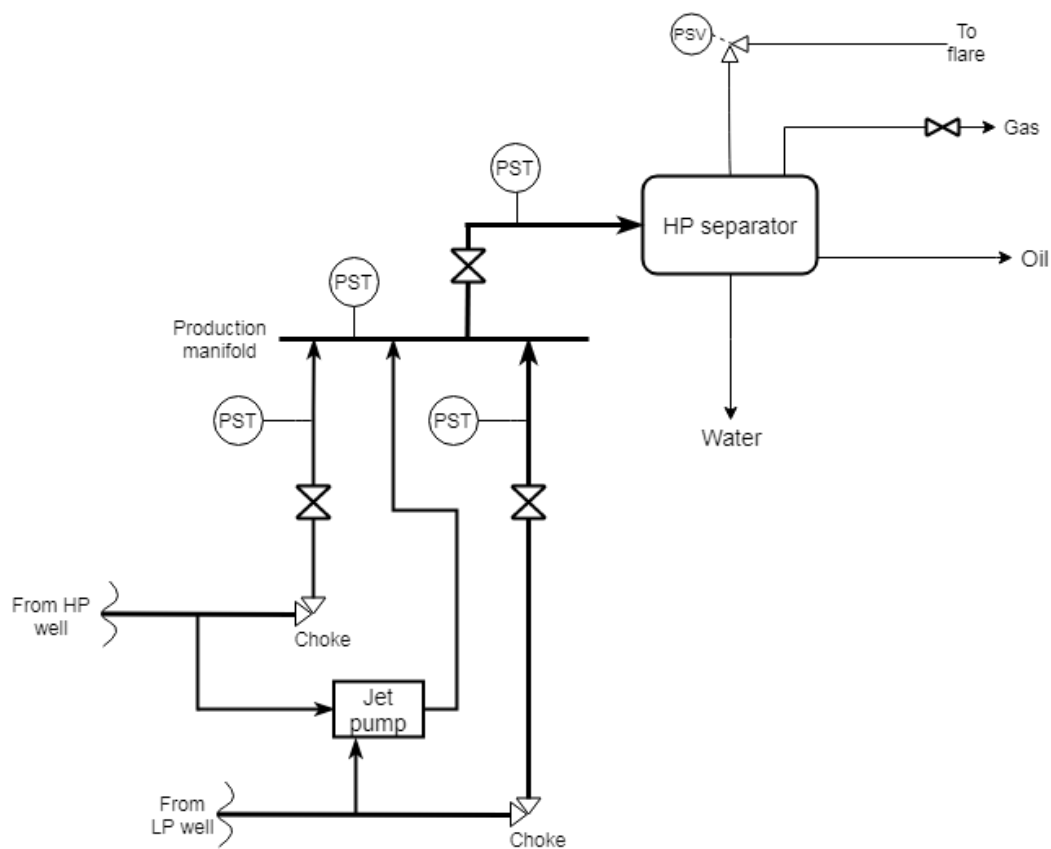 PSV
To
flare
Gas
PST
HP separator
Oil
PST
Production
manifold
PST
PST
Water
From HP
well
Choke
Jet
pump
From
LP well
Choke